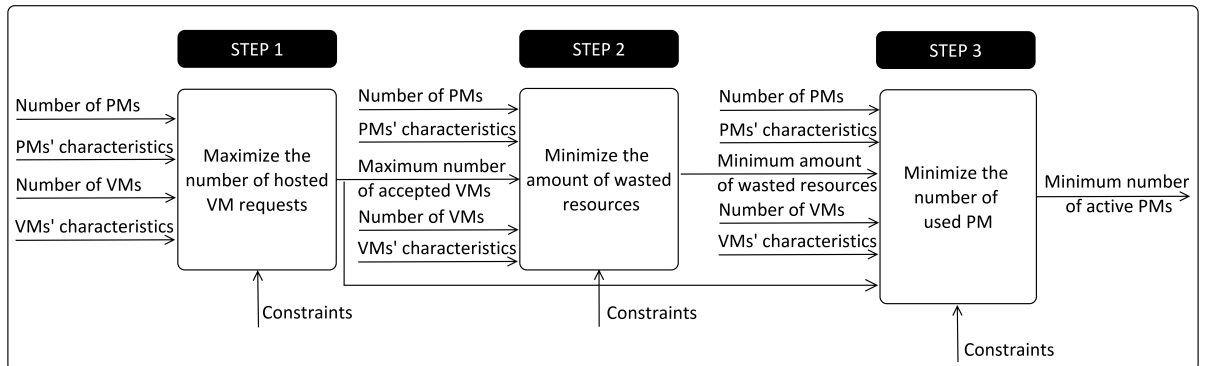 STEP 1
STEP 2
STEP 3
Number of PMs
PMs' characteristics
Number of VMs
VMs' characteristics
Maximize the
number of hosted
VM requests
Constraints
Number of PMs
PMs' characteristics
Maximum number
of accepted VMs
Number of VMs
VMs' characteristics
Minimize the
amount of wasted
resources
Constraints
Number of PMs
PMs' characteristics
Minimum amount
of wasted resources
Number of VMs
VMs' characteristics
Minimize the
number of
used PM
Constraints
Minimum number
of active PMs